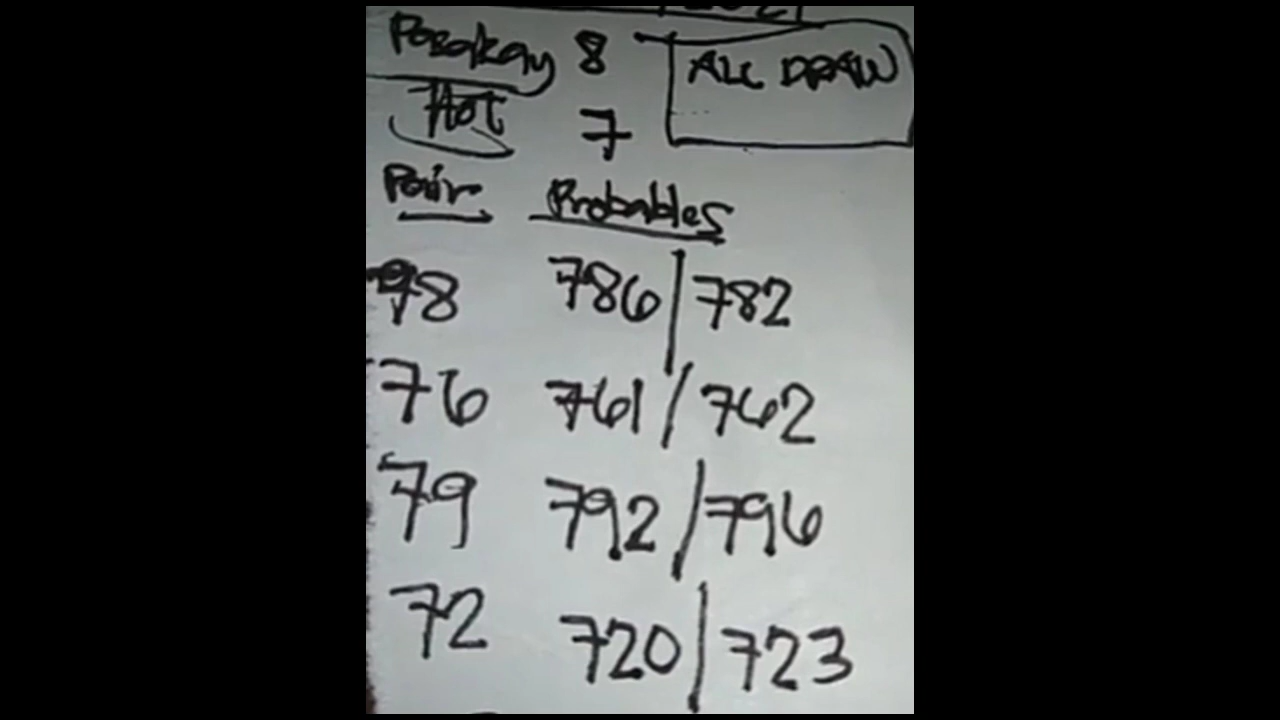 Pasakay 8 ALL DRAW
Hot 7
Pair Probables
98 786 / 782
76 761 / 762
79 792 / 796
72 720 / 723